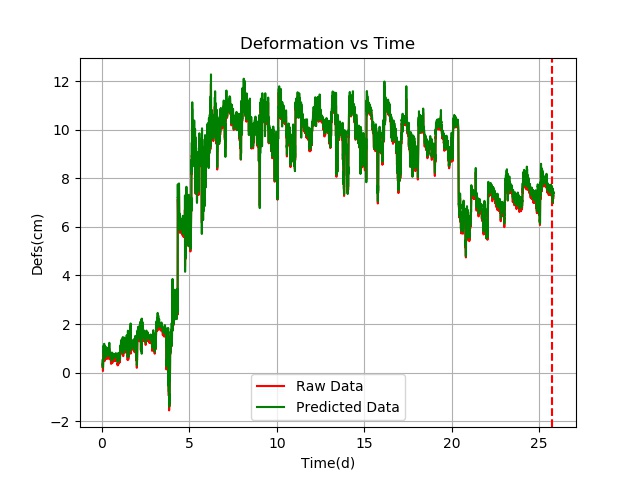 Deformation vs Time
12
10
8
6
4
2
0
−2
Defs(cm)
Raw Data
Predicted Data
0 5 10 15 20 25
Time(d)